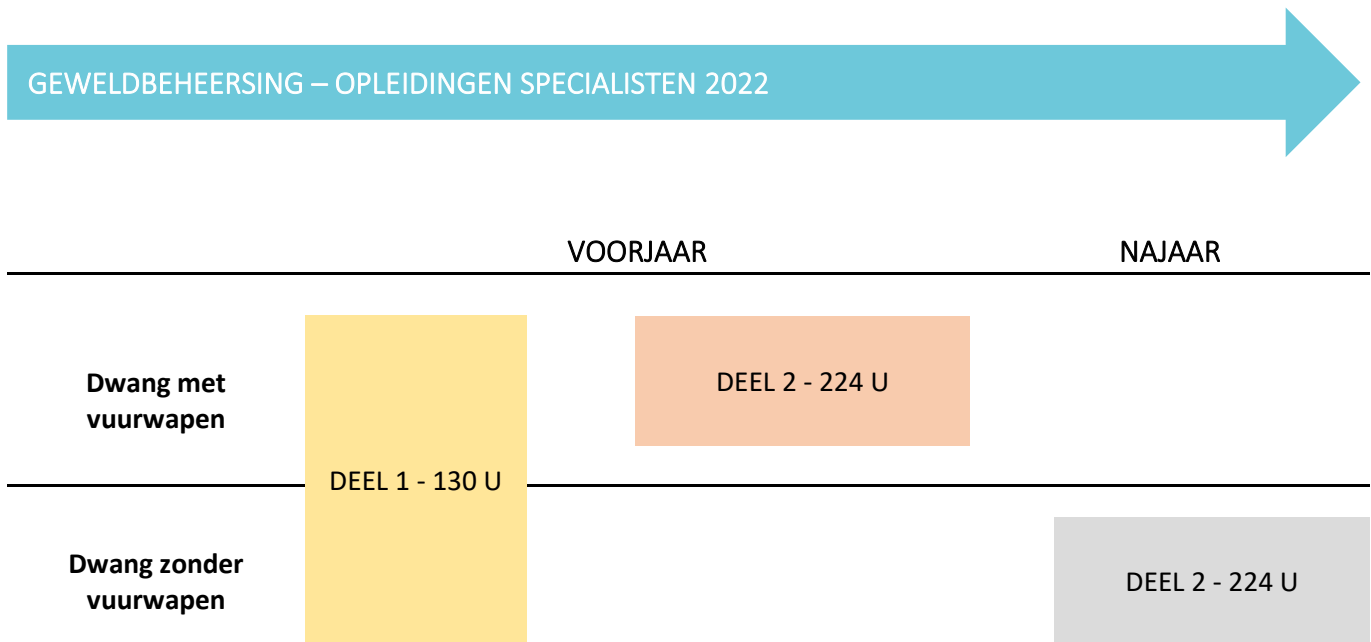 GEWELDBEHEERSING – OPLEIDINGEN SPECIALISTEN 2022
VOORJAAR
NAJAAR
Dwang met
vuurwapen
DEEL 2 - 224 U
DEEL 1 - 130 U
Dwang zonder
vuurwapen
DEEL 2 - 224 U